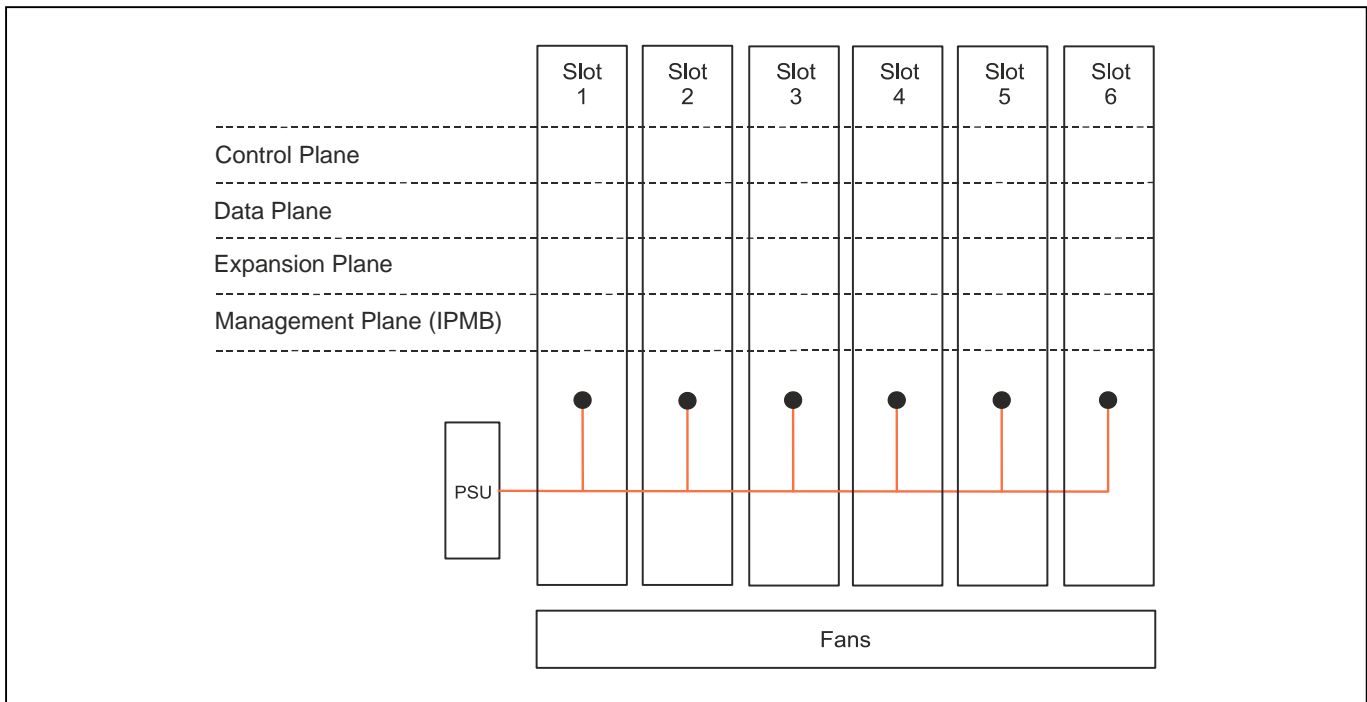 Slot
1
Slot
2
Slot
3
Slot
4
Slot
5
Slot
6
Control Plane
Data Plane
Expansion Plane
Management Plane (IPMB)
PSU
Fans